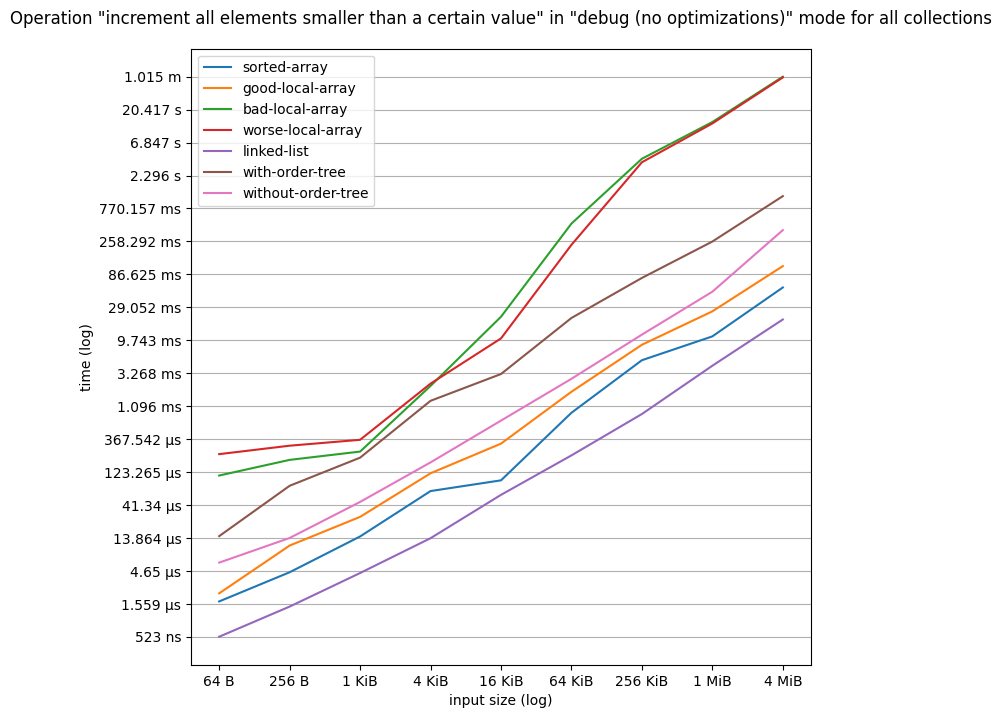 Operation "increment all elements smaller than a certain value" in "debug (no optimizations)" mode for all collections
sorted-array
good-local-array
bad-local-array
worse-local-array
linked-list
with-order-tree
without-order-tree
1.015 m
20.417 s
6.847 s
2.296 s
770.157 ms
258.292 ms
86.625 ms
29.052 ms
9.743 ms
3.268 ms
1.096 ms
367.542 µs
123.265 µs
41.34 µs
13.864 µs
4.65 µs
1.559 µs
523 ns
time (log)
64 B 256 B 1 KiB 4 KiB 16 KiB 64 KiB 256 KiB 1 MiB 4 MiB
input size (log)